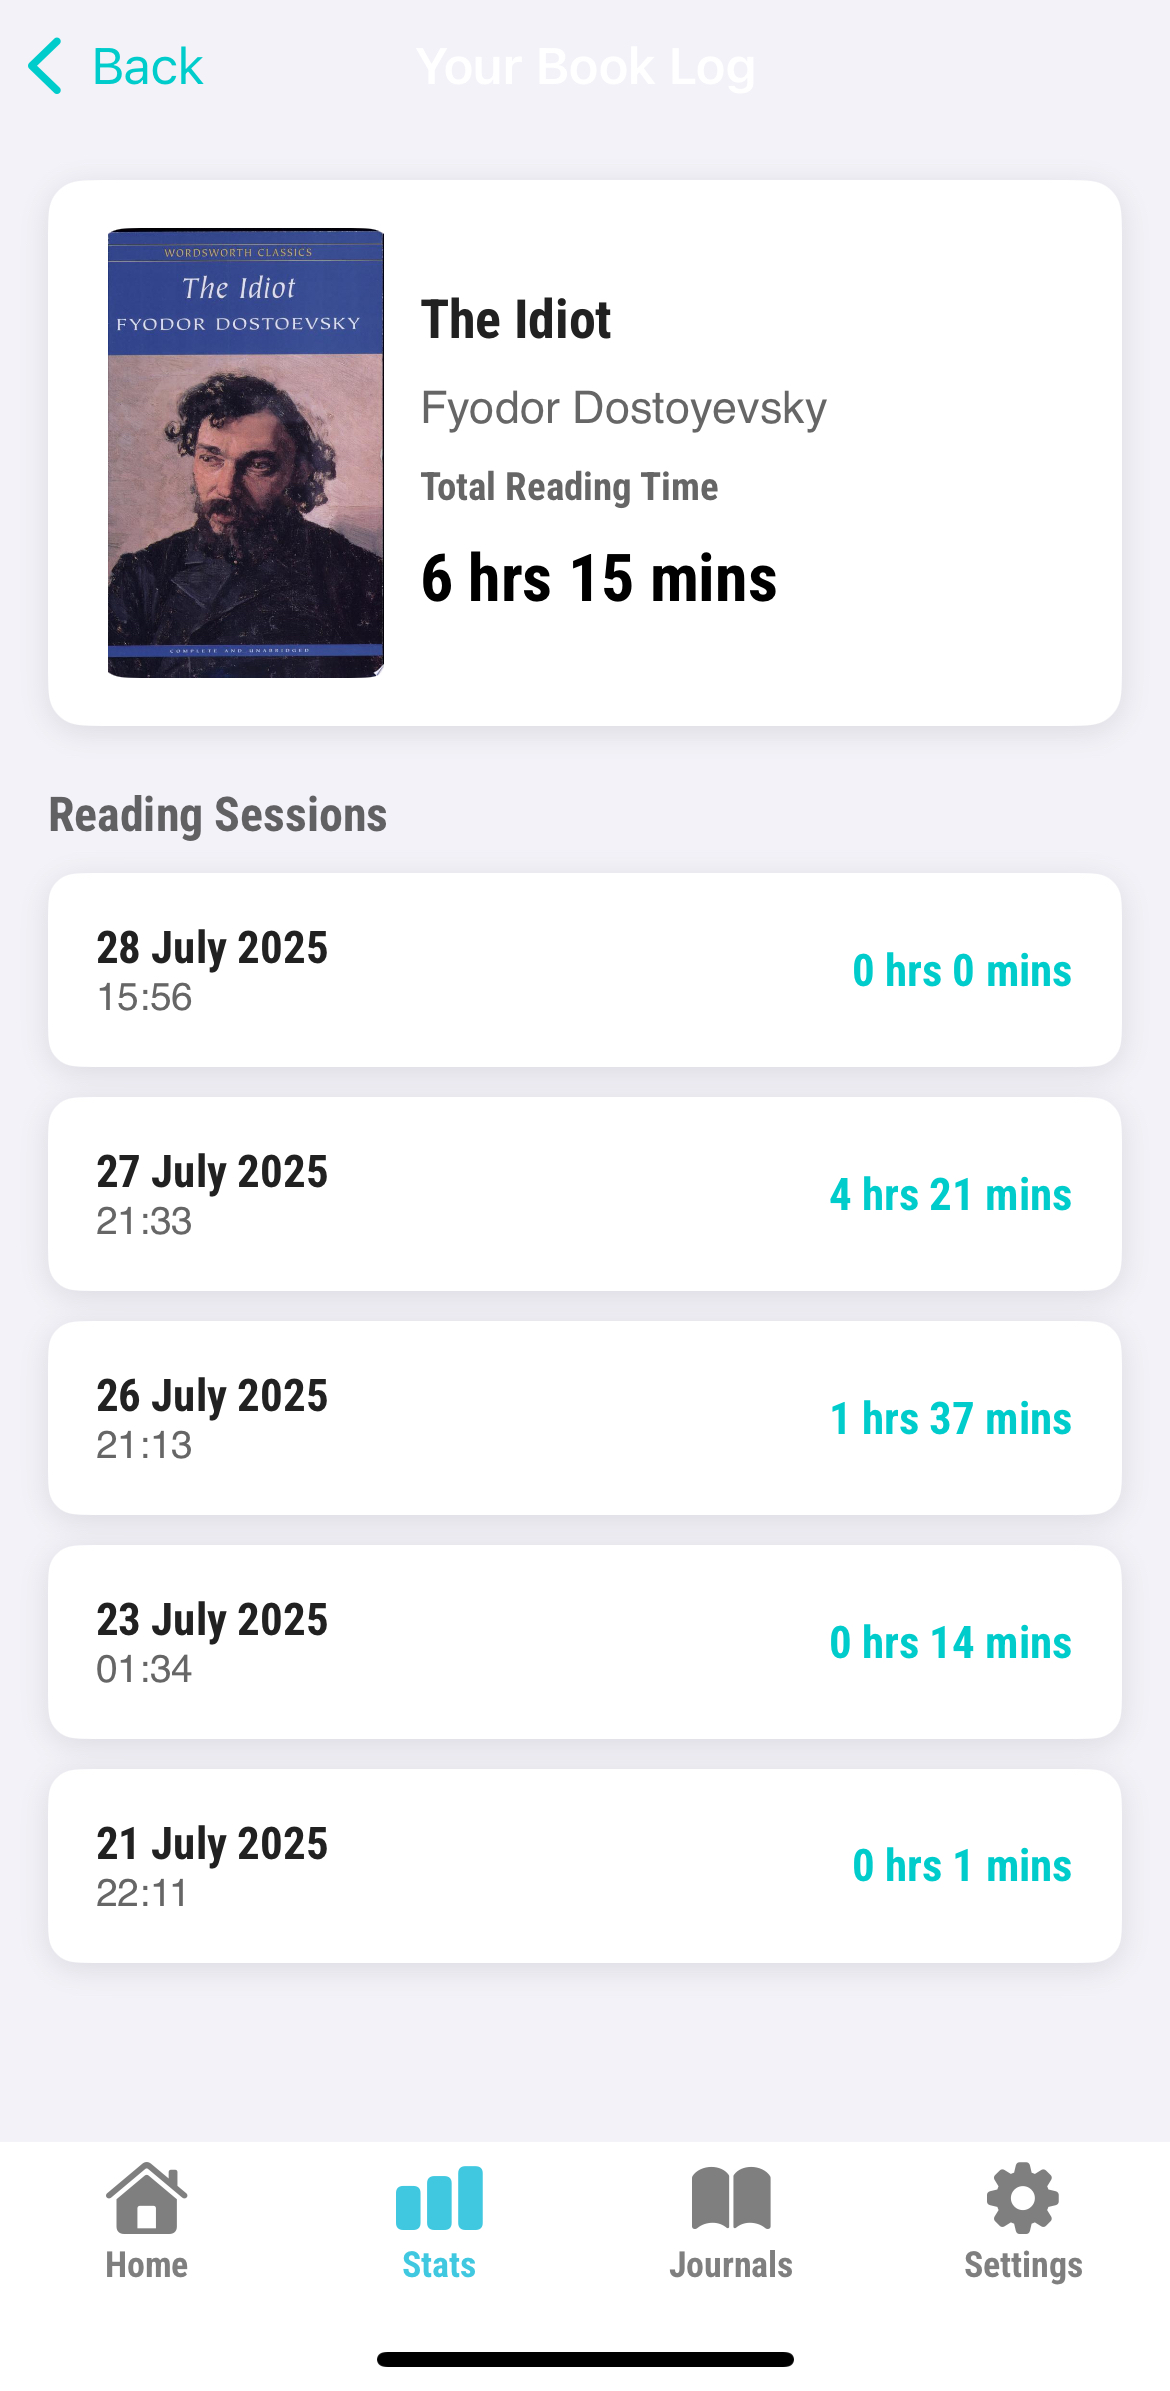 Back
Your Book Log
WORDSWORTH CLASSICS
The Idiot
FYODOR DOSTOEVSKY
COMPLETE AND UNABRIDGED
The Idiot
Fyodor Dostoyevsky
Total Reading Time
6 hrs 15 mins
Reading Sessions
28 July 2025
15:56
0 hrs 0 mins
27 July 2025
21:33
4 hrs 21 mins
26 July 2025
21:13
1 hrs 37 mins
23 July 2025
01:34
0 hrs 14 mins
21 July 2025
22:11
0 hrs 1 mins
Home
Stats
Journals
Settings